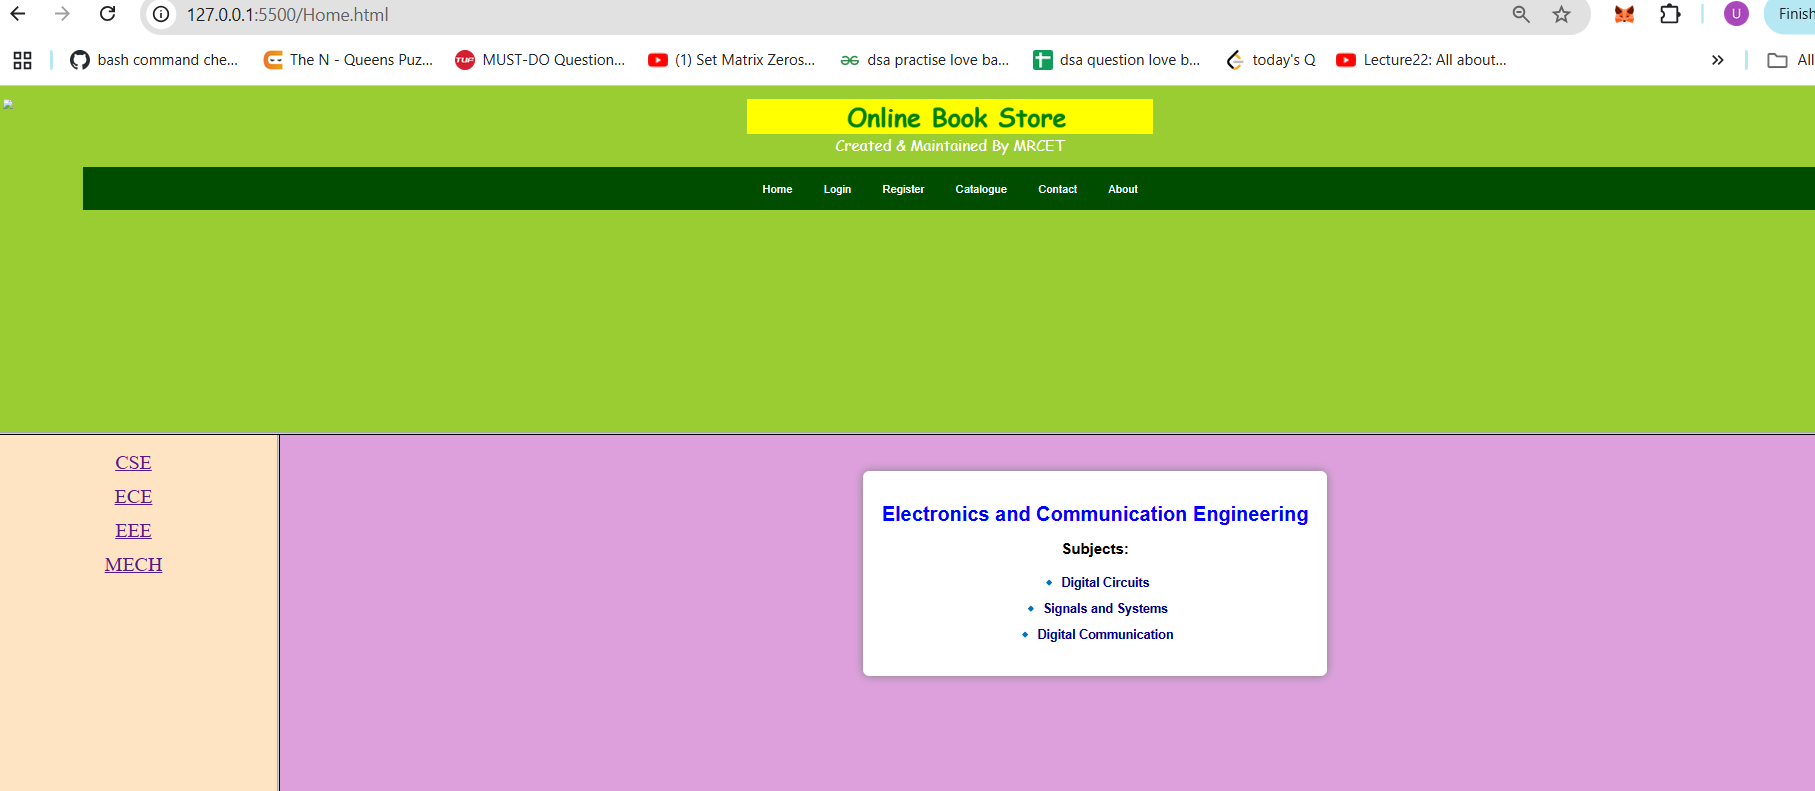 127.0.0.1:5500/Home.html
U
Finish
bash command che...
The N - Queens Puz...
TUF
MUST-DO Question...
(1) Set Matrix Zeros...
dsa practise love ba...
dsa question love b...
today's Q
Lecture22: All about...
All
Online Book Store
Created & Maintained By MRCET
Home Login Register Catalogue Contact About
CSE
ECE
EEE
MECH
Electronics and Communication Engineering
Subjects:
Digital Circuits
Signals and Systems
Digital Communication